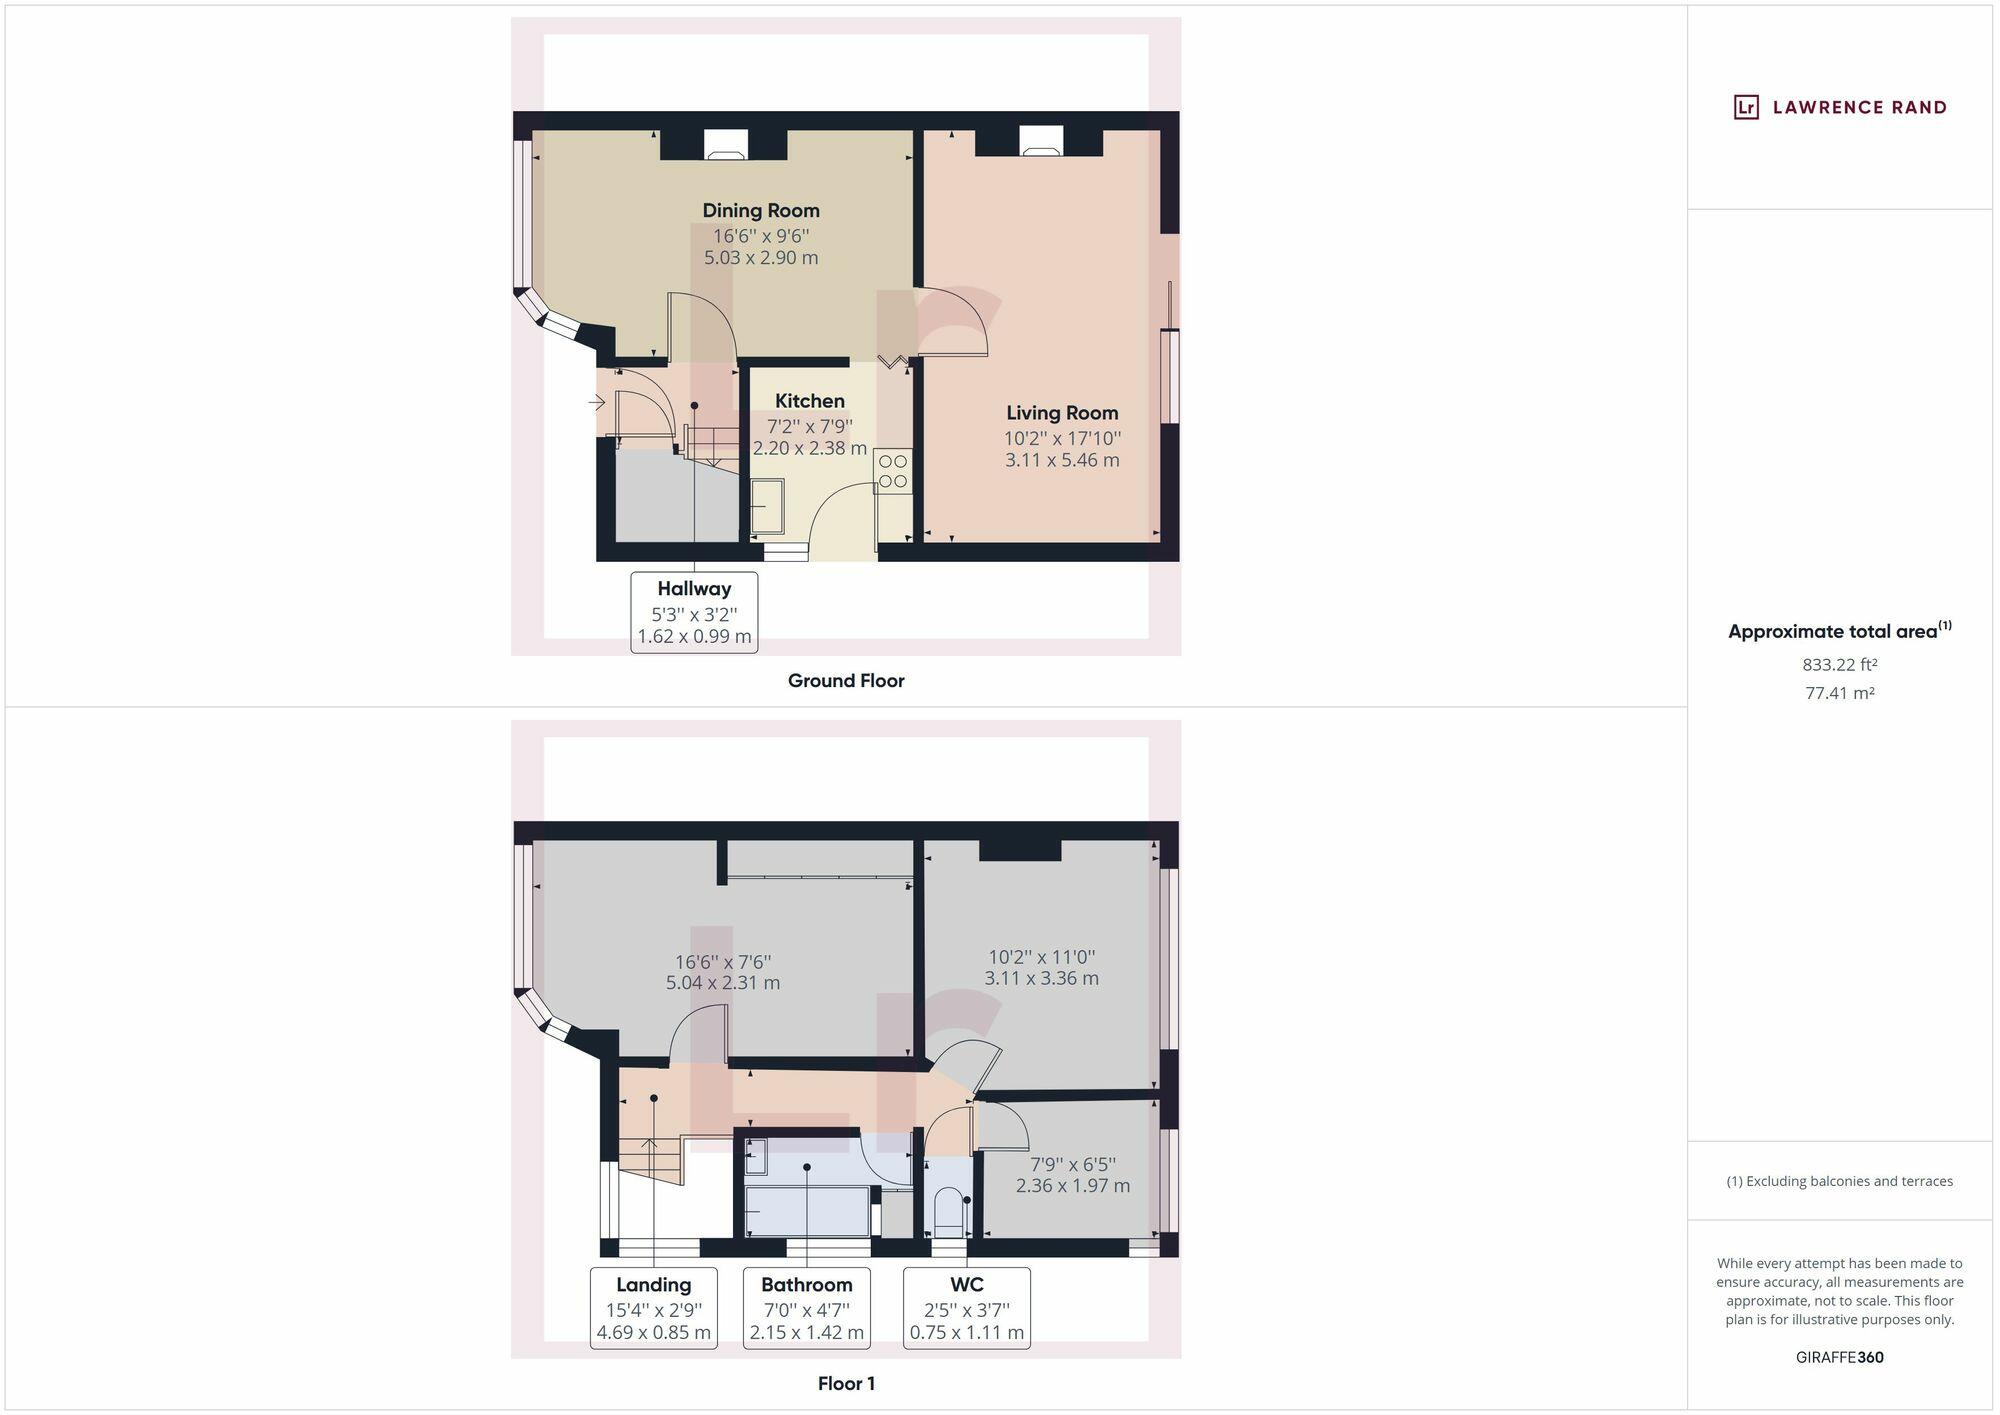 Dining Room
16'6'' x 9'6''
5.03 x 2.90 m
Kitchen
7'2'' x 7'9''
2.20 x 2.38 m
Living Room
10'2'' x 17'10''
3.11 x 5.46 m
Hallway
5'3'' x 3'2''
1.62 x 0.99 m
Ground Floor
16'6'' x 7'6''
5.04 x 2.31 m
10'2'' x 11'0''
3.11 x 3.36 m
7'9'' x 6'5''
2.36 x 1.97 m
Landing
15'4'' x 2'9''
4.69 x 0.85 m
Bathroom
7'0'' x 4'7''
2.15 x 1.42 m
WC
2'5'' x 3'7''
0.75 x 1.11 m
Floor 1
Lr LAWRENCE RAND
Approximate total area(1)
833.22 ft²
77.41 m²
(1) Excluding balconies and terraces
While every attempt has been made to
ensure accuracy, all measurements are
approximate, not to scale. This floor
plan is for illustrative purposes only.
GIRAFFE360
Lr
Lr